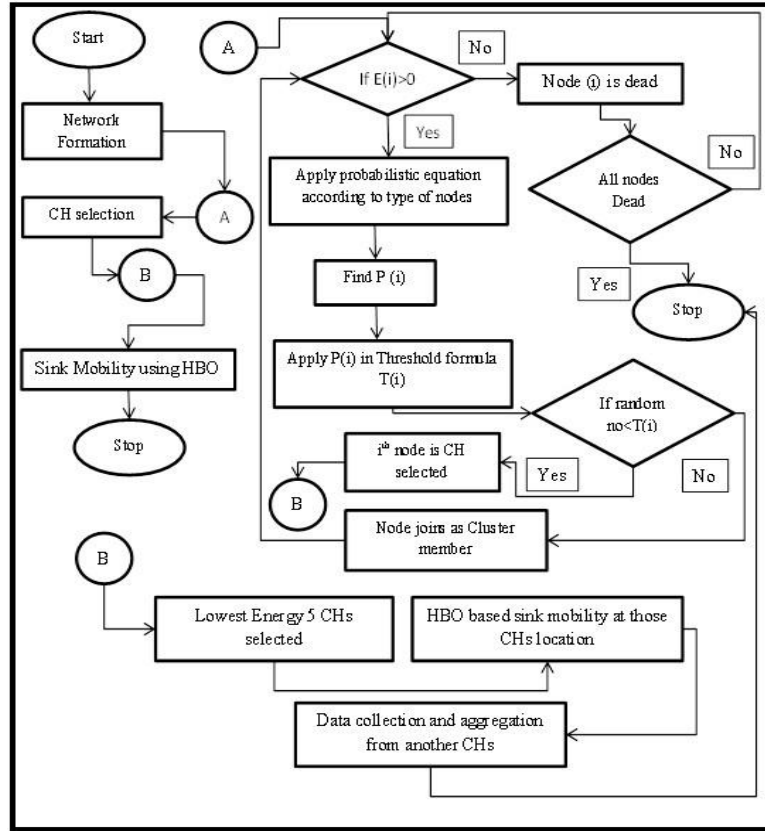 Start
Network
Formation
A
CH selection
B
Sink Mobility using HBO
Stop
A
If E(i)>0
No
Node (i) is dead
Yes
No
Apply probabilistic equation
according to type of nodes
All nodes
Dead
Find P (i)
Yes
Stop
Apply P(i) in Threshold formula
T(i)
If random
no<T(i)
ith node is CH
selected
Yes
No
B
Node joins as Cluster
member
B
Lowest Energy 5 CHs
selected
HBO based sink mobility at those
CHs location
Data collection and aggregation
from another CHs